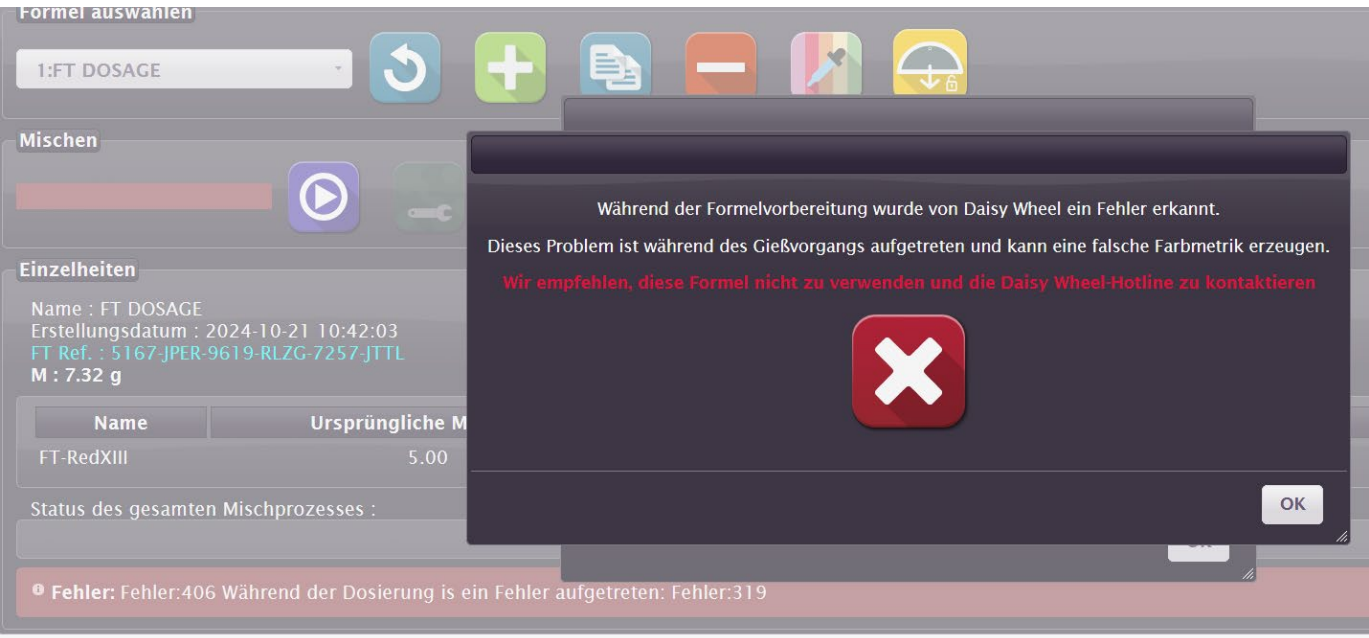 Formel auswählen
1:FT DOSAGE
Mischen
Während der Formelvorbereitung wurde von Daisy Wheel ein Fehler erkannt.
Dieses Problem ist während des Gießvorgangs aufgetreten und kann eine falsche Farbmetrik erzeugen.
Wir empfehlen, diese Formel nicht zu verwenden und die Daisy Wheel-Hotline zu kontaktieren
OK
Einzelheiten
Name : FT DOSAGE
Erstellungsdatum : 2024-10-21 10:42:03
FT Ref. : 5167-JPER-9619-RLZG-7257-JTTL
M : 7.32 g
Name Ursprüngliche M
FT-RedXIII 5.00
Status des gesamten Mischprozesses :
Fehler: Fehler:406 Während der Dosierung is ein Fehler aufgetreten: Fehler:319